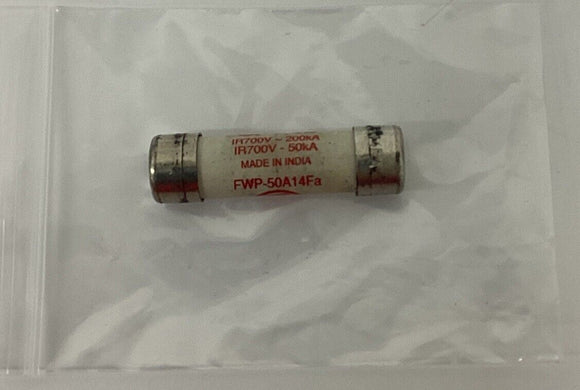 IR700V ~ 200kA
IR700V - 50kA
MADE IN INDIA
FWP-50A14Fa